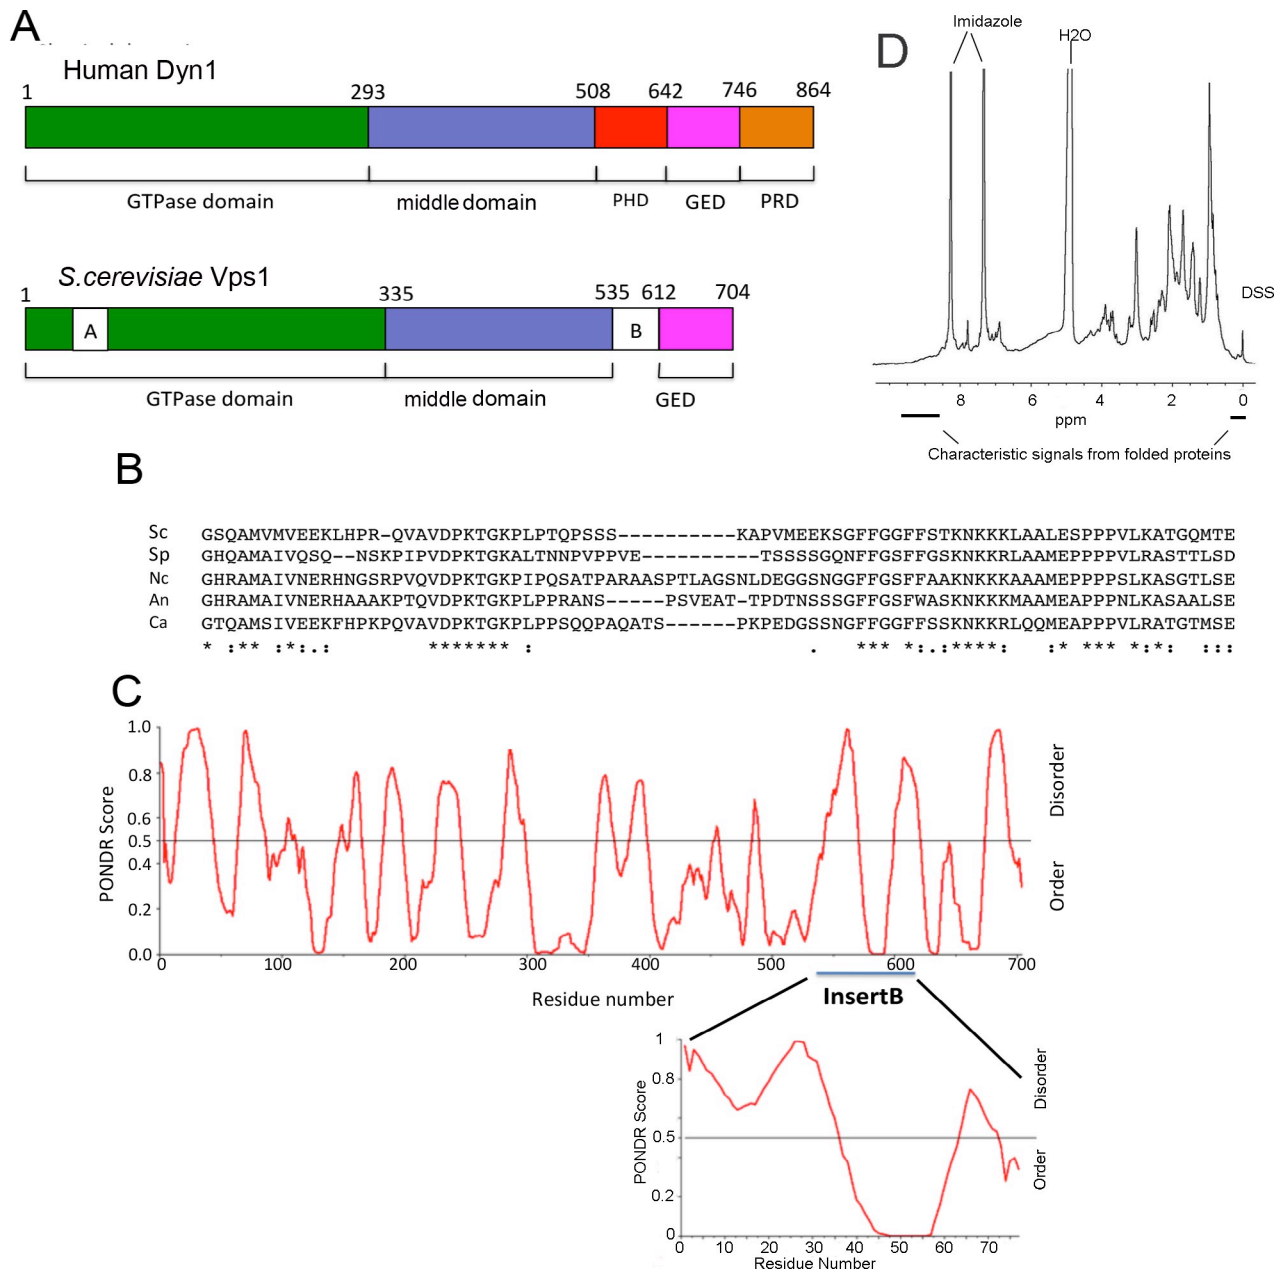 A
Human Dyn1
1 293 508 642 746 864
GTPase domain middle domain PHD GED PRD
S.cerevisiae Vps1
1 335 535 612 704
A B
GTPase domain middle domain GED
D
Imidazole
H2O
DSS
8 6 4 2 0
ppm
Characteristic signals from folded proteins
B
Sc GSQAMVMVEEKLHPR-QVAVDPKTGKPLPTQPSSS----------KAPVMEEKSGFFGGFFSTKNKKKLAALESPPPVLKATGQMTE
Sp GHQAMAIVQSQ--NSKPIPVDPKTGKALTNNPVPPVE----------TSSSSGQNFFGGFFGSKNKKKLAAMEPPPPVLRASTTLSD
Nc GHRAMAIVNERHNGSRPVQVDPKTGKPIPQSATPARAASPTLAGSNLDEGGSNGGFFGSFFAAKNKKKAAAMEPPPPSLKASGTLSE
An GHRAMAIVNERHAAAKPTQVDPKTGKPLPPRANS-----PSVEAT-TPDTNSSSGFFGSFWASKNKKKMAAMEAPPPNLKASAALSE
Ca GTQAMSIVEEKFHPKPQVAVDPKTGKPLPPSQQPAQATS------PKPEDGSSNGFFGGFFSSKNKKRLQQMEAPPPVLRATGTMSE
* :** :*:.: ******* : . *** *:.:****: :* *** *:*: :::
C
1.0
0.8
0.6
0.5
0.4
0.2
0.0
PONDR Score
Disorder
Order
0 100 200 300 400 500 600 700
Residue number
InsertB
1
0.8
0.5
0.2
0
PONDR Score
Disorder
Order
0 10 20 30 40 50 60 70
Residue Number